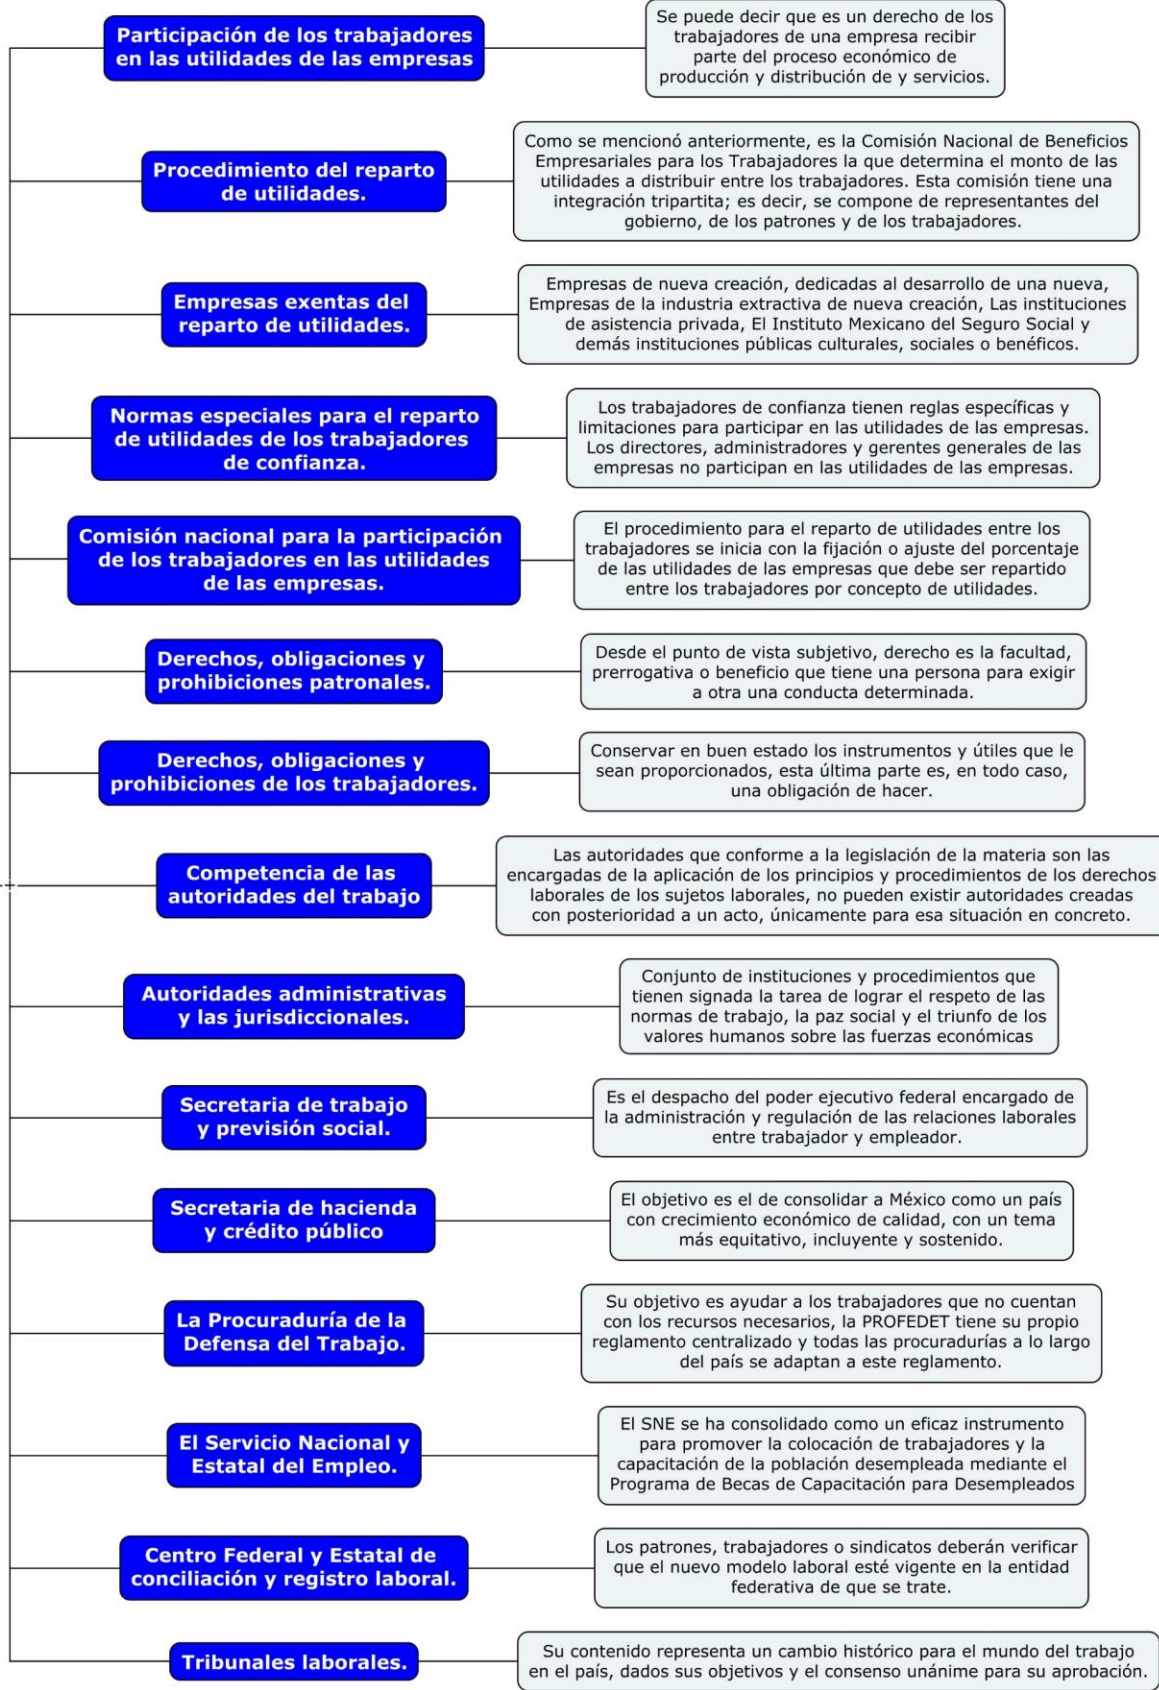 Participación de los trabajadores
en las utilidades de las empresas
Se puede decir que es un derecho de los
trabajadores de una empresa recibir
parte del proceso económico de
producción y distribución de y servicios.
Procedimiento del reparto
de utilidades.
Como se mencionó anteriormente, es la Comisión Nacional de Beneficios
Empresariales para los Trabajadores la que determina el monto de las
utilidades a distribuir entre los trabajadores. Esta comisión tiene una
integración tripartita; es decir, se compone de representantes del
gobierno, de los patrones y de los trabajadores.
Empresas exentas del
reparto de utilidades.
Empresas de nueva creación, dedicadas al desarrollo de una nueva,
Empresas de la industria extractiva de nueva creación, Las instituciones
de asistencia privada, El Instituto Mexicano del Seguro Social y
demás instituciones públicas culturales, sociales o benéficos.
Normas especiales para el reparto
de utilidades de los trabajadores
de confianza.
Los trabajadores de confianza tienen reglas específicas y
limitaciones para participar en las utilidades de las empresas.
Los directores, administradores y gerentes generales de las
empresas no participan en las utilidades de las empresas.
Comisión nacional para la participación
de los trabajadores en las utilidades
de las empresas.
El procedimiento para el reparto de utilidades entre los
trabajadores se inicia con la fijación o ajuste del porcentaje
de las utilidades de las empresas que debe ser repartido
entre los trabajadores por concepto de utilidades.
Derechos, obligaciones y
prohibiciones patronales.
Desde el punto de vista subjetivo, derecho es la facultad,
prerrogativa o beneficio que tiene una persona para exigir
a otra una conducta determinada.
Derechos, obligaciones y
prohibiciones de los trabajadores.
Conservar en buen estado los instrumentos y útiles que le
sean proporcionados, esta última parte es, en todo caso,
una obligación de hacer.
Competencia de las
autoridades del trabajo
Las autoridades que conforme a la legislación de la materia son las
encargadas de la aplicación de los principios y procedimientos de los derechos
laborales de los sujetos laborales, no pueden existir autoridades creadas
con posterioridad a un acto, únicamente para esa situación en concreto.
Autoridades administrativas
y las jurisdiccionales.
Conjunto de instituciones y procedimientos que
tienen signada la tarea de lograr el respeto de las
normas de trabajo, la paz social y el triunfo de los
valores humanos sobre las fuerzas económicas
Secretaria de trabajo
y previsión social.
Es el despacho del poder ejecutivo federal encargado de
la administración y regulación de las relaciones laborales
entre trabajador y empleador.
Secretaria de hacienda
y crédito público
El objetivo es el de consolidar a México como un país
con crecimiento económico de calidad, con un tema
más equitativo, incluyente y sostenido.
La Procuraduría de la
Defensa del Trabajo.
Su objetivo es ayudar a los trabajadores que no cuentan
con los recursos necesarios, la PROFEDET tiene su propio
reglamento centralizado y todas las procuradurías a lo largo
del país se adaptan a este reglamento.
El Servicio Nacional y
Estatal del Empleo.
El SNE se ha consolidado como un eficaz instrumento
para promover la colocación de trabajadores y la
capacitación de la población desempleada mediante el
Programa de Becas de Capacitación para Desempleados
Centro Federal y Estatal de
conciliación y registro laboral.
Los patrones, trabajadores o sindicatos deberán verificar
que el nuevo modelo laboral esté vigente en la entidad
federativa de que se trate.
Tribunales laborales.
Su contenido representa un cambio histórico para el mundo del trabajo
en el país, dados sus objetivos y el consenso unánime para su aprobación.